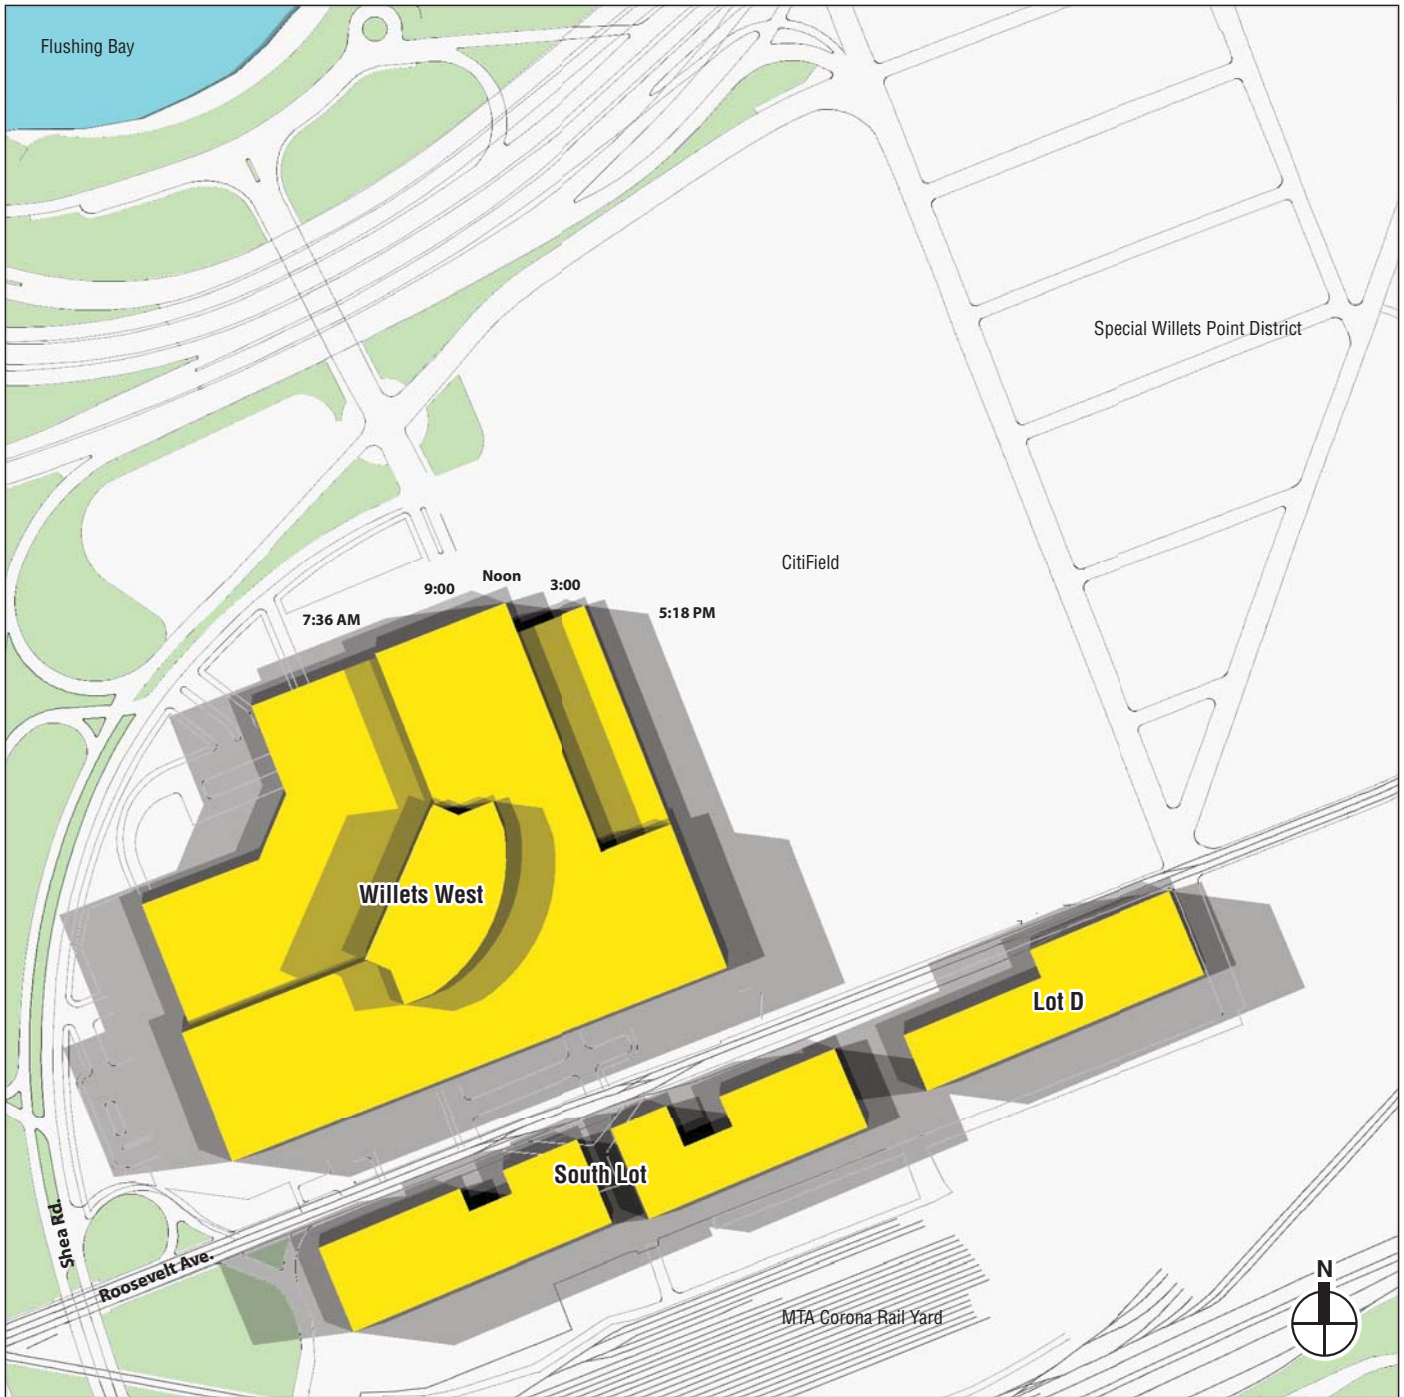 Flushing Bay
Special Willets Point District
CitiField
Noon
9:00
3:00
7:36 AM
5:18 PM
Willets West
Lot D
South Lot
Shea Rd.
Roosevelt Ave.
MTA Corona Rail Yard
N